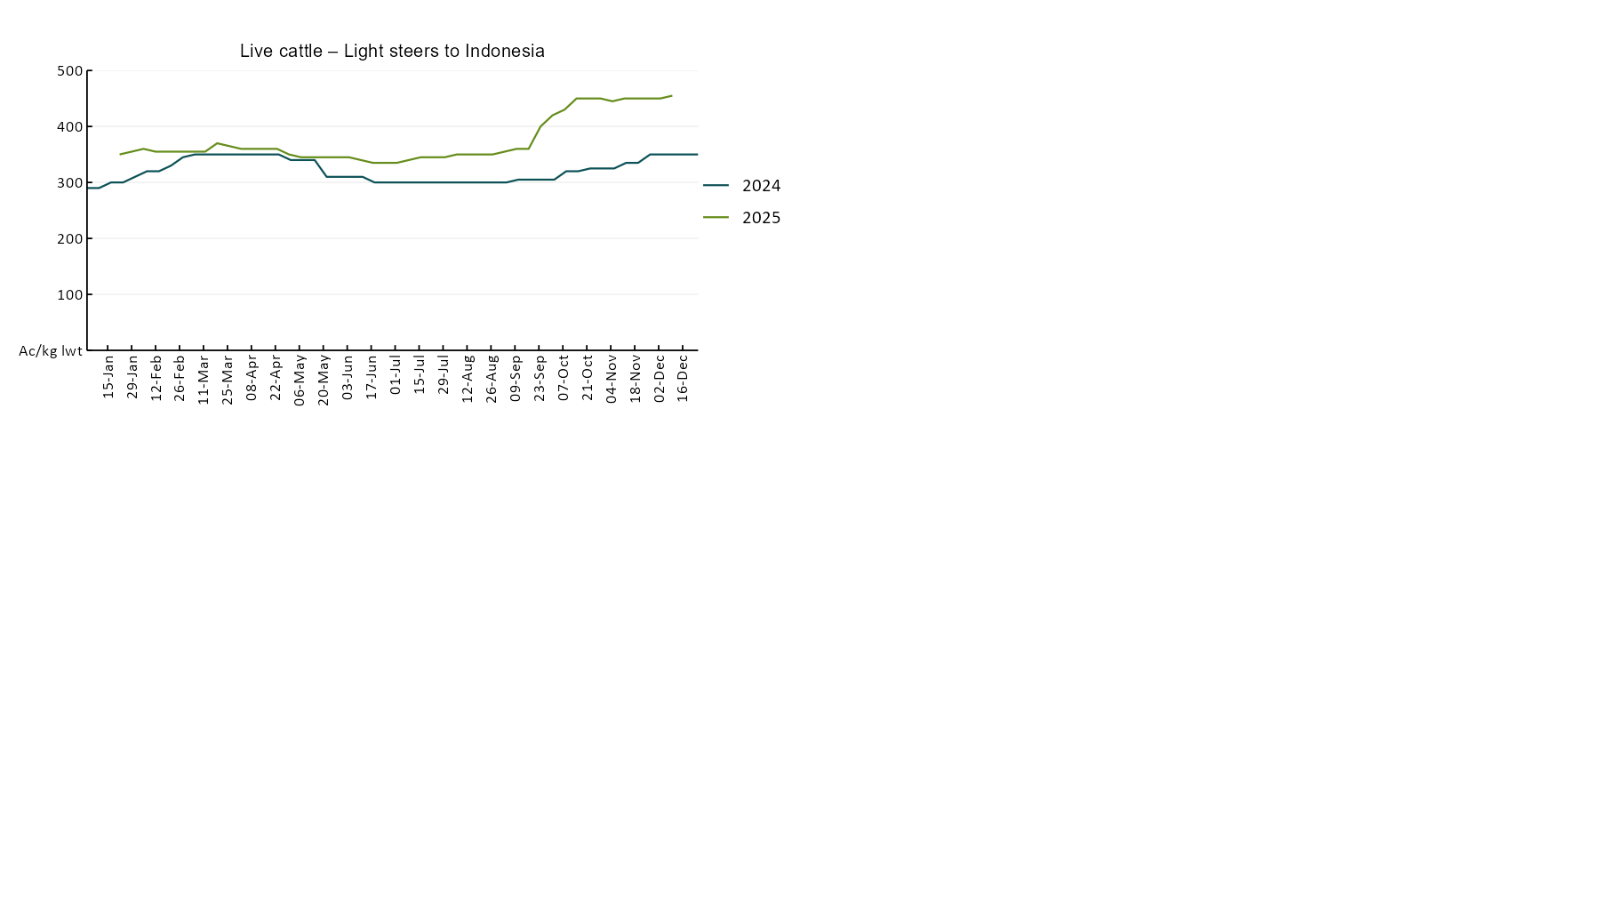 Live cattle – Light steers to Indonesia
500
400
300
200
100
Ac/kg lwt
15-Jan
29-Jan
12-Feb
26-Feb
11-Mar
25-Mar
08-Apr
22-Apr
06-May
20-May
03-Jun
17-Jun
01-Jul
15-Jul
29-Jul
12-Aug
26-Aug
09-Sep
23-Sep
07-Oct
21-Oct
04-Nov
18-Nov
02-Dec
16-Dec
2024
2025